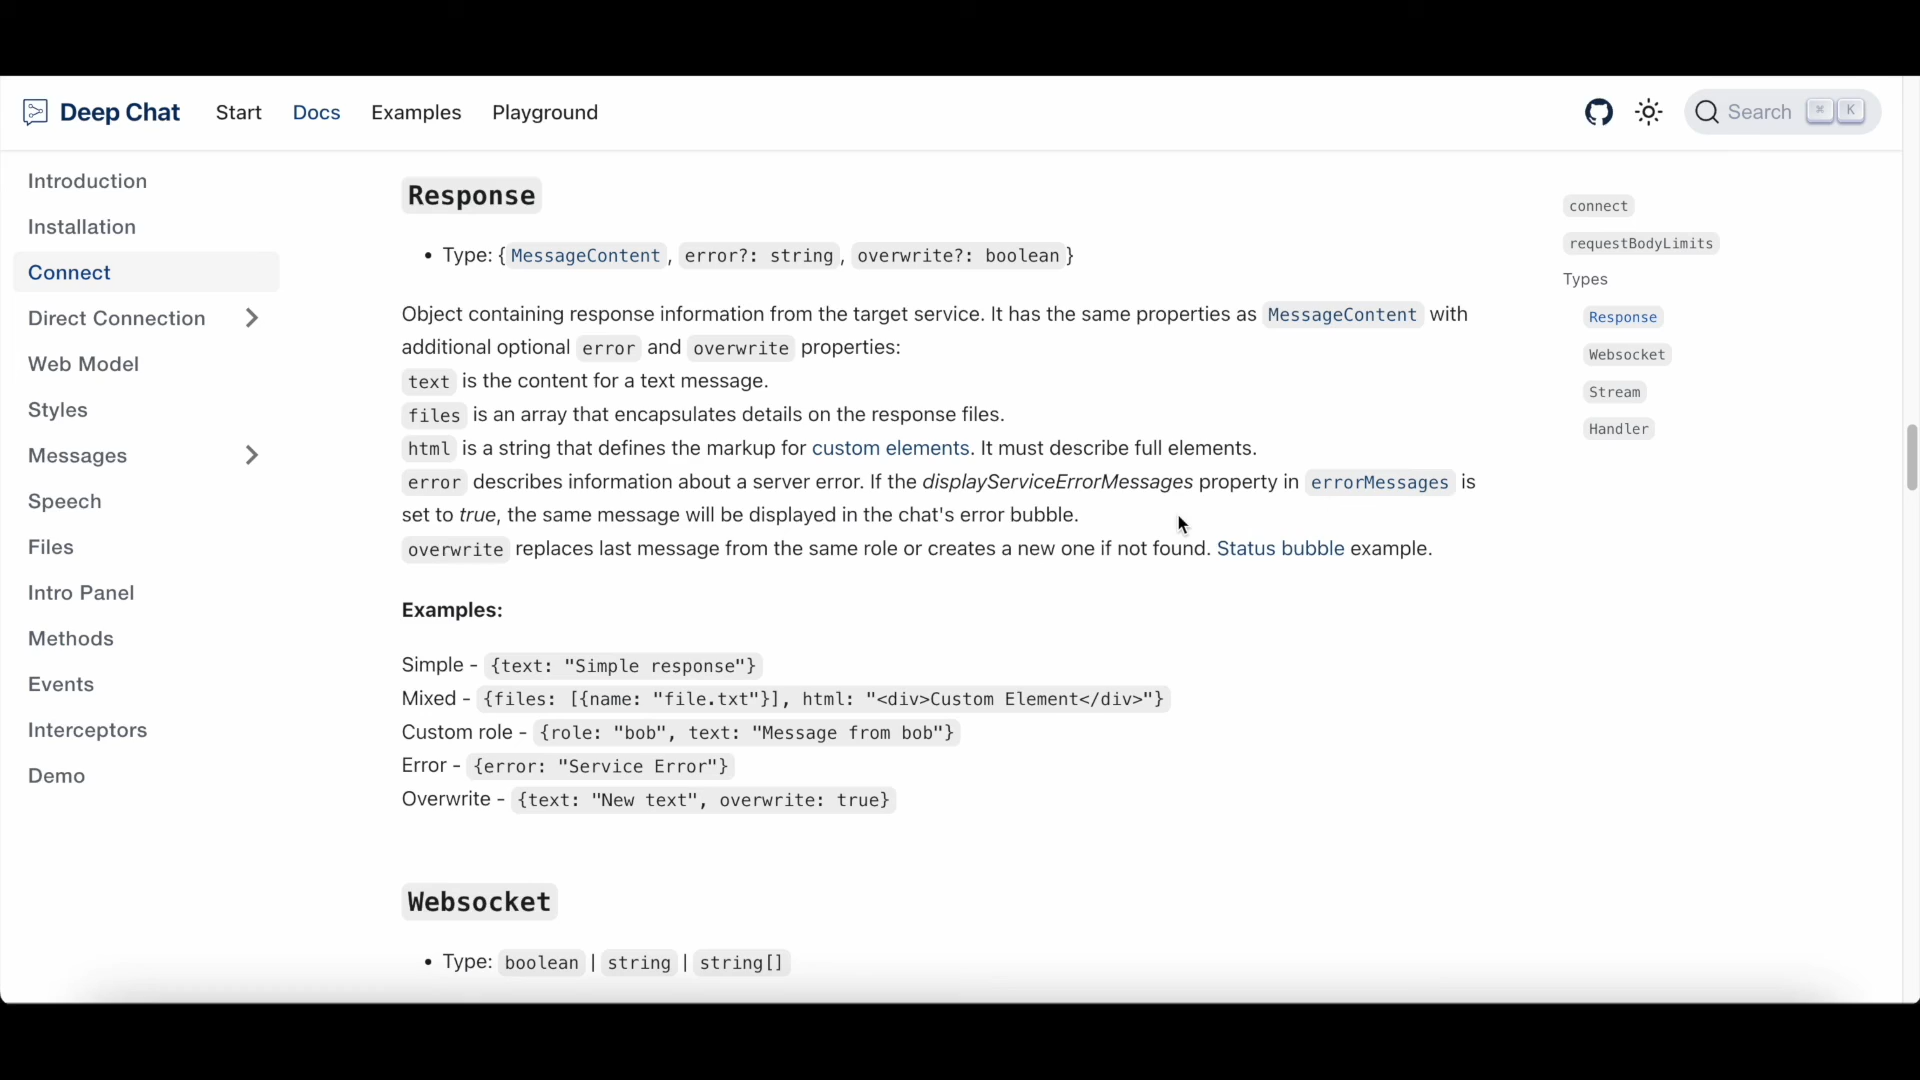 Deep Chat Start Docs Examples Playground Search ⌘ K
Introduction
Installation
Connect
Direct Connection
Web Model
Styles
Messages
Speech
Files
Intro Panel
Methods
Events
Interceptors
Demo
Response
• Type: {MessageContent, error?: string, overwrite?: boolean}
Object containing response information from the target service. It has the same properties as MessageContent with
additional optional error and overwrite properties:
text is the content for a text message.
files is an array that encapsulates details on the response files.
html is a string that defines the markup for custom elements. It must describe full elements.
error describes information about a server error. If the displayServiceErrorMessages property in errorMessages is
set to true, the same message will be displayed in the chat's error bubble.
overwrite replaces last message from the same role or creates a new one if not found. Status bubble example.
Examples:
Simple - {text: "Simple response"}
Mixed - {files: [{name: "file.txt"}], html: "<div>Custom Element</div>"}
Custom role - {role: "bob", text: "Message from bob"}
Error - {error: "Service Error"}
Overwrite - {text: "New text", overwrite: true}
Websocket
• Type: boolean | string | string[]
connect
requestBodyLimits
Types
Response
Websocket
Stream
Handler